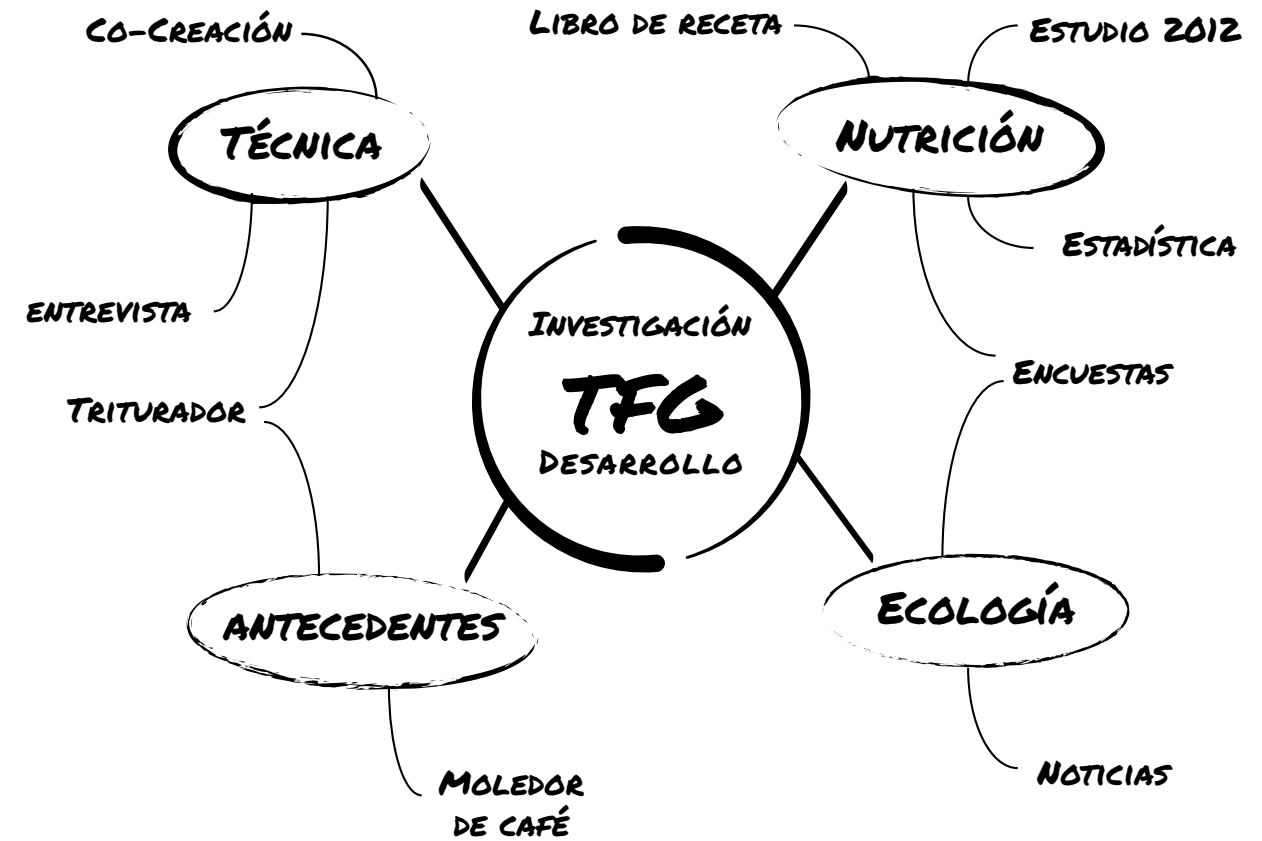 Co-Creación
Libro de receta
Estudio 2012
Técnica
Nutrición
Estadística
entrevista
Investigación
TFG
Desarrollo
Encuestas
Triturador
antecedentes
Ecología
Moledor
de café
Noticias